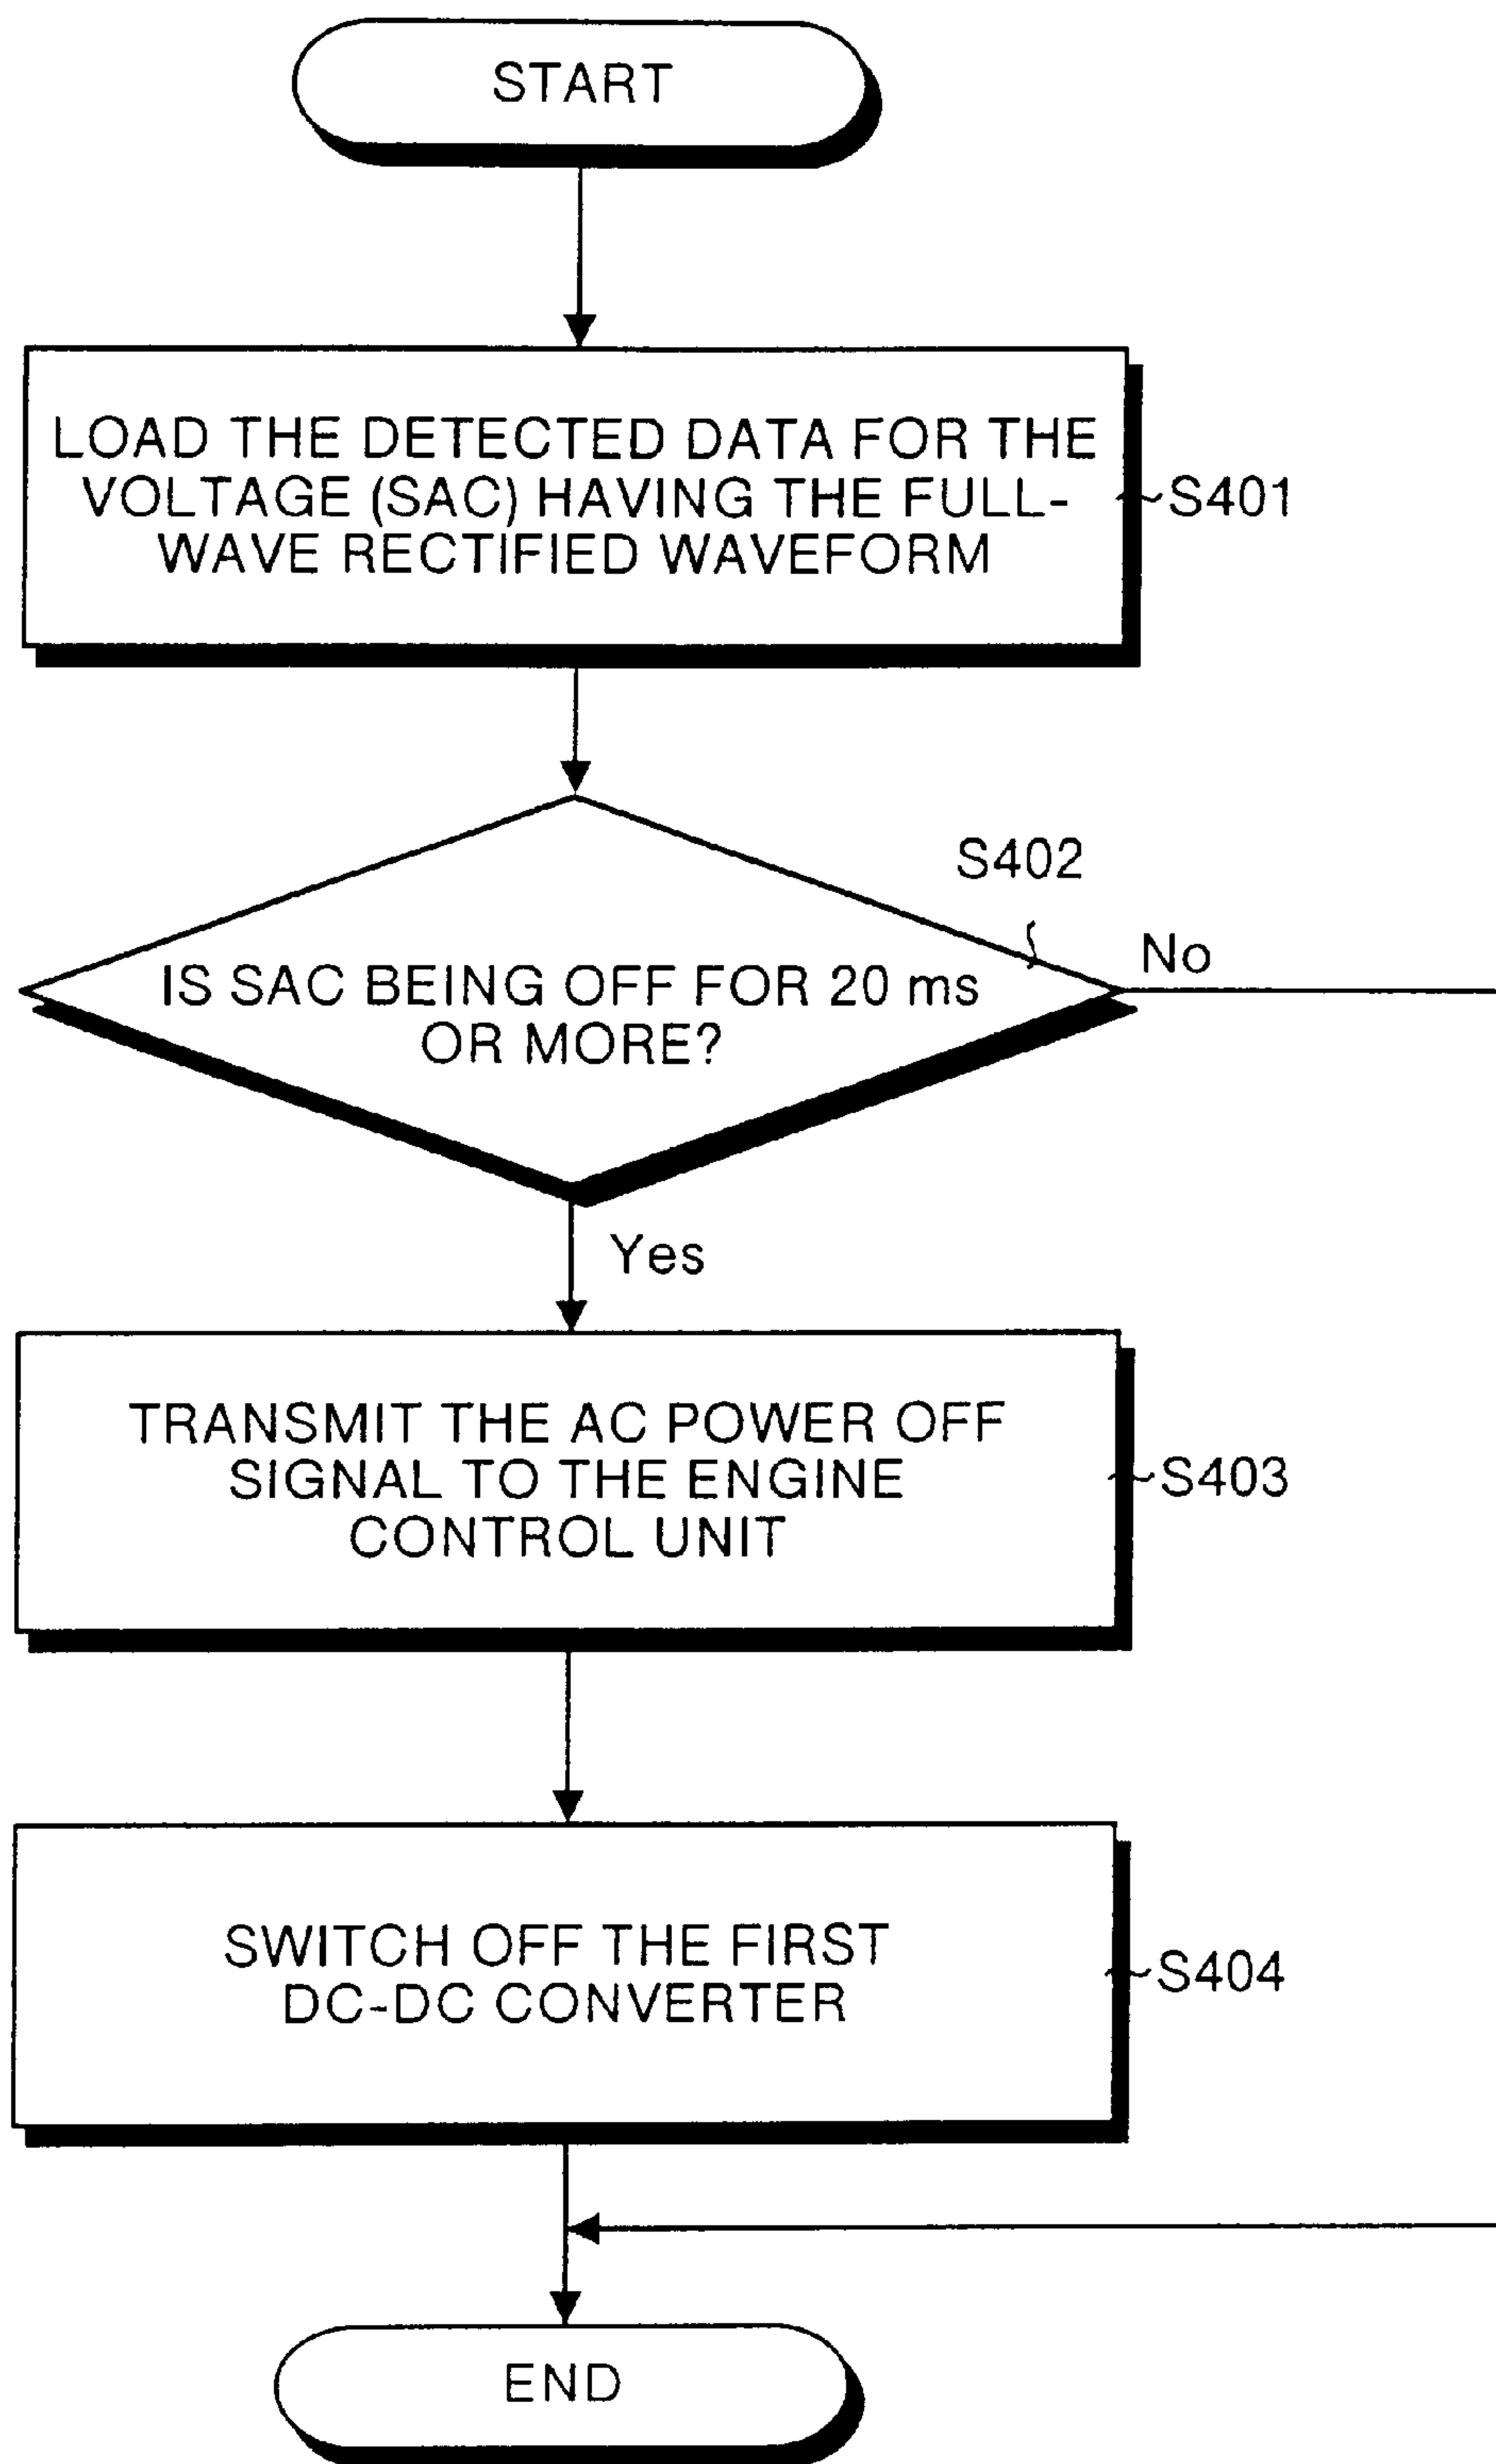 START
LOAD THE DETECTED DATA FOR THE
VOLTAGE (SAC) HAVING THE FULL-
WAVE RECTIFIED WAVEFORM
S401
S402
IS SAC BEING OFF FOR 20 ms
OR MORE?
No
Yes
TRANSMIT THE AC POWER OFF
SIGNAL TO THE ENGINE
CONTROL UNIT
S403
SWITCH OFF THE FIRST
DC-DC CONVERTER
S404
END